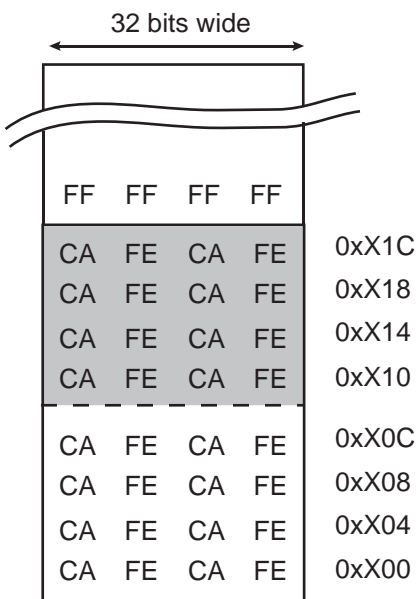 32 bits wide
FF FF FF FF
CA FE CA FE 0xX1C
CA FE CA FE 0xX18
CA FE CA FE 0xX14
CA FE CA FE 0xX10
CA FE CA FE 0xX0C
CA FE CA FE 0xX08
CA FE CA FE 0xX04
CA FE CA FE 0xX00